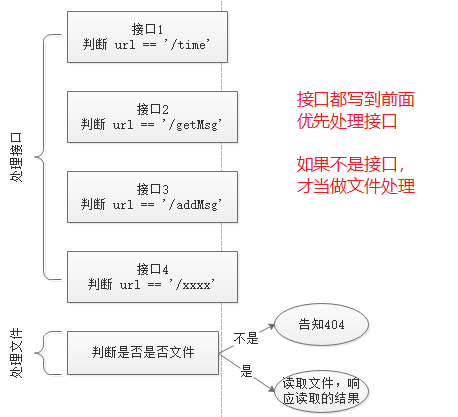 接口1
判断 url == '/time'
接口2
判断 url == '/getMsg'
接口3
判断 url == '/addMsg'
接口4
判断 url == '/xxxx'
处理接口
接口都写到前面
优先处理接口
如果不是接口，
才当做文件处理
处理文件
判断是否是否文件
不是
告知404
是
读取文件，响
应读取的结果